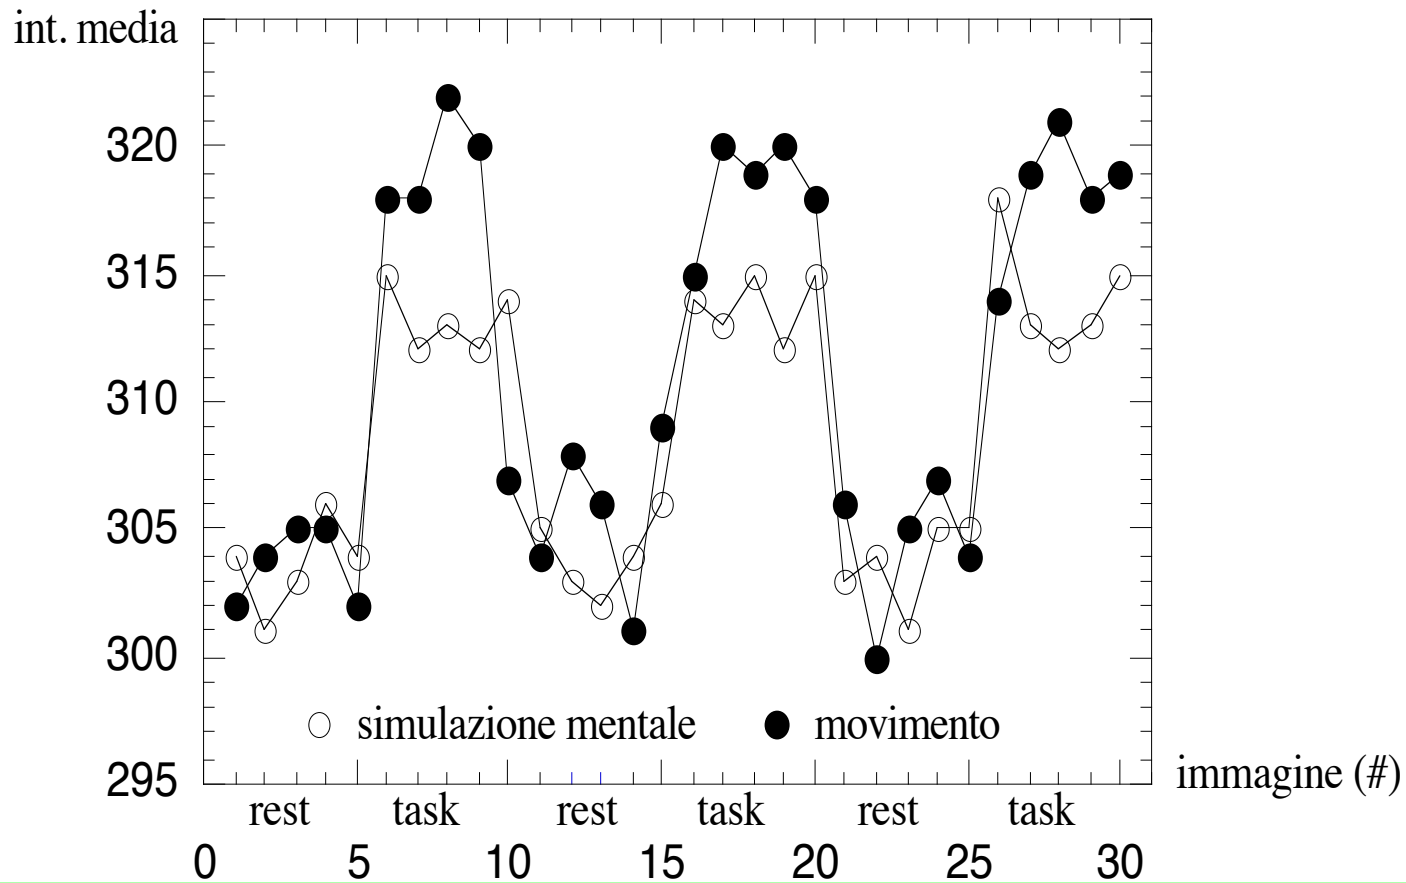 int. media
320
315
310
305
300
295
simulazione mentale movimento
immagine (#)
rest task rest task rest task
0 5 10 15 20 25 30